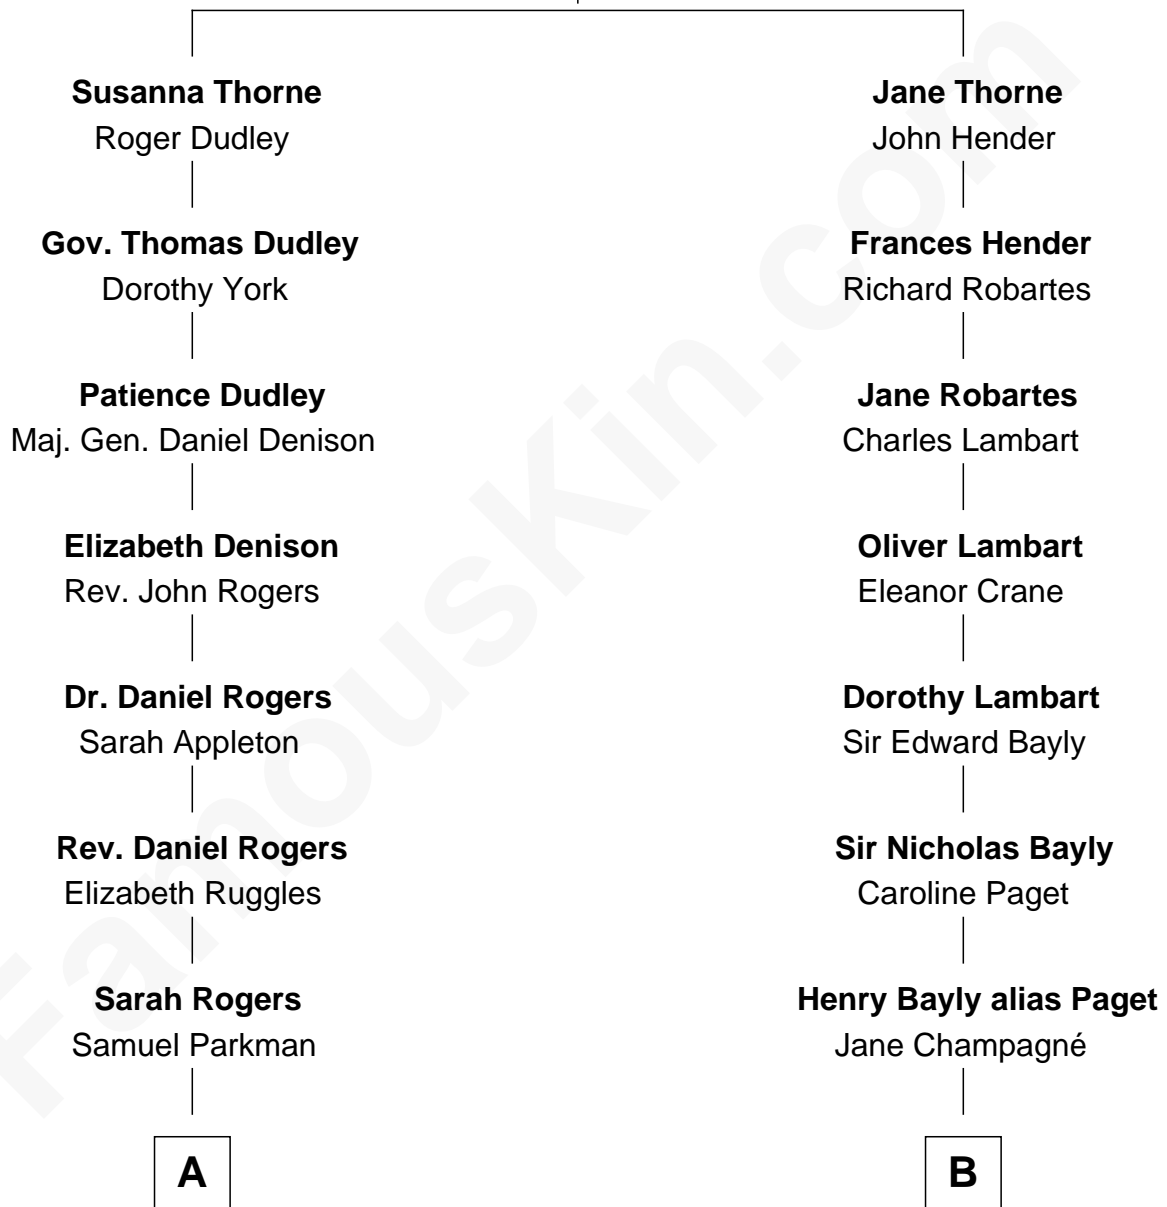 Susanna Thorne
Roger Dudley
Jane Thorne
John Hender
Gov. Thomas Dudley
Dorothy York
Frances Hender
Richard Robartes
Patience Dudley
Maj. Gen. Daniel Denison
Jane Robartes
Charles Lambart
Elizabeth Denison
Rev. John Rogers
Oliver Lambart
Eleanor Crane
Dr. Daniel Rogers
Sarah Appleton
Dorothy Lambart
Sir Edward Bayly
Rev. Daniel Rogers
Elizabeth Ruggles
Sir Nicholas Bayly
Caroline Paget
Sarah Rogers
Samuel Parkman
Henry Bayly alias Paget
Jane Champagné
A
B
FamousKin.com